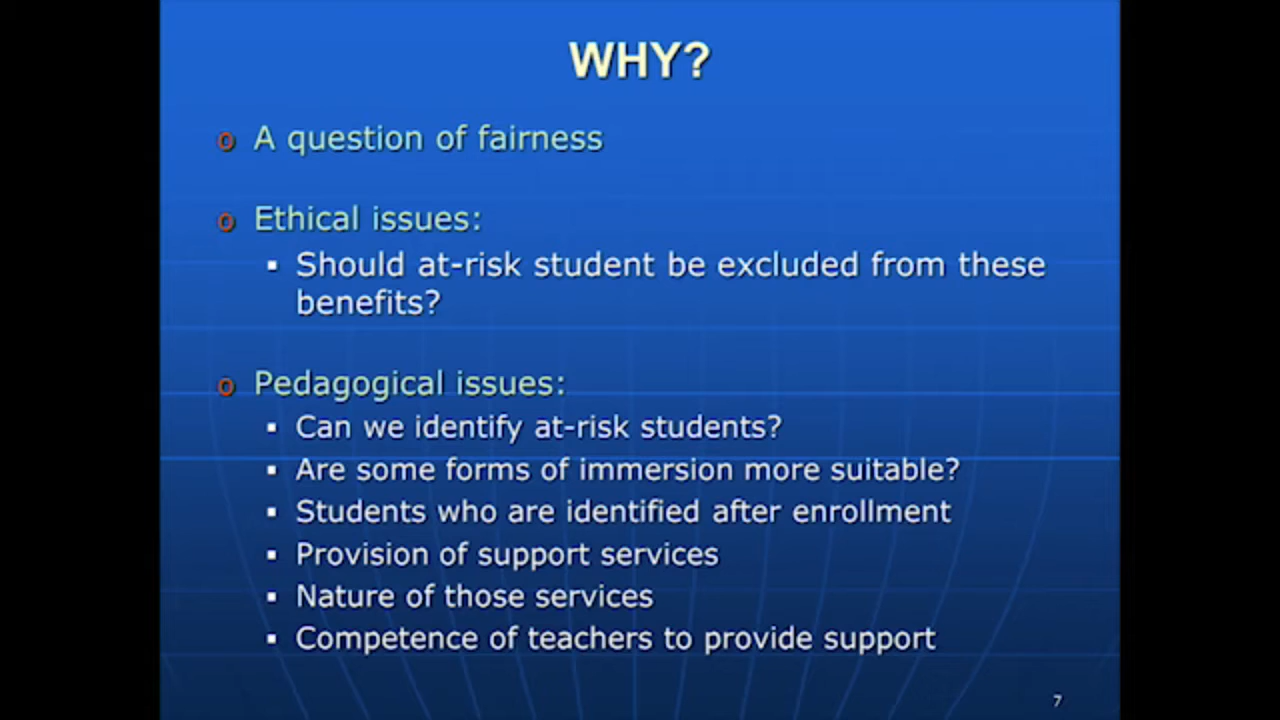 WHY?
o A question of fairness
o Ethical issues:
▪ Should at-risk student be excluded from these
benefits?
o Pedagogical issues:
▪ Can we identify at-risk students?
▪ Are some forms of immersion more suitable?
▪ Students who are identified after enrollment
▪ Provision of support services
▪ Nature of those services
▪ Competence of teachers to provide support
7